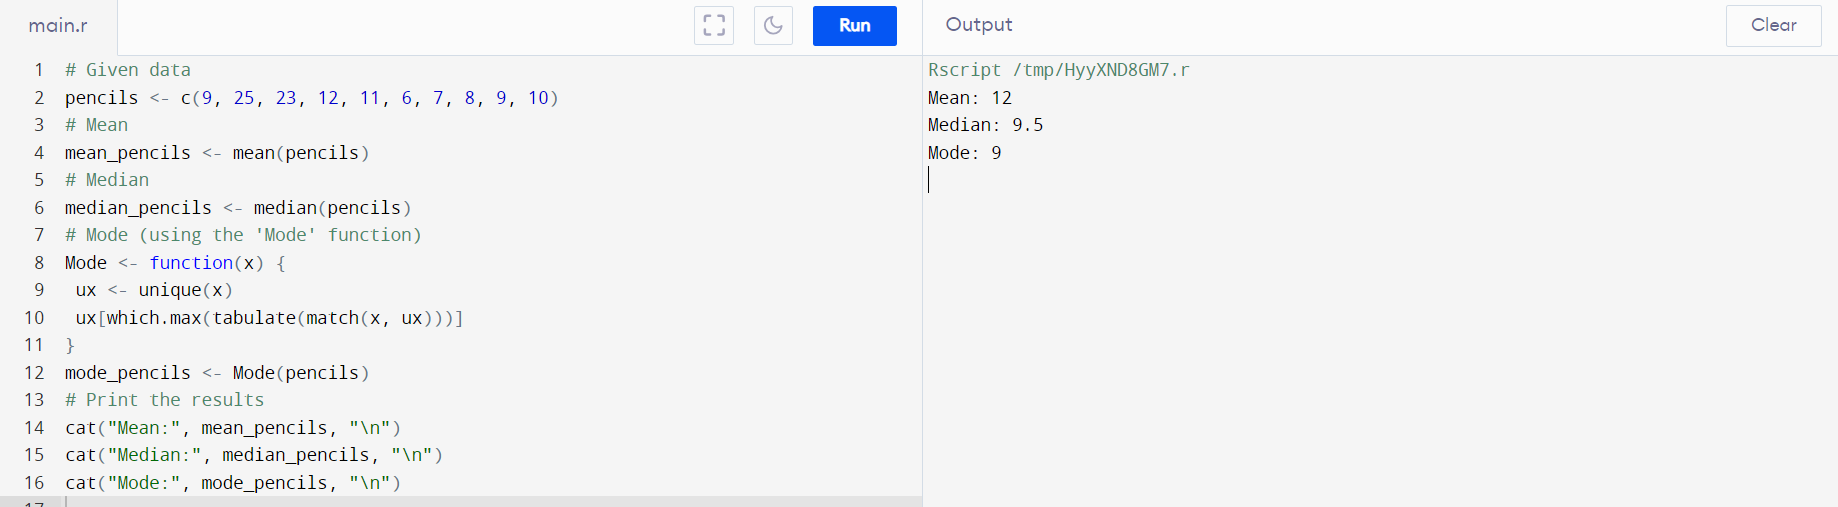 main.r
Run
1 # Given data
2 pencils <- c(9, 25, 23, 12, 11, 6, 7, 8, 9, 10)
3 # Mean
4 mean_pencils <- mean(pencils)
5 # Median
6 median_pencils <- median(pencils)
7 # Mode (using the 'Mode' function)
8 Mode <- function(x) {
9  ux <- unique(x)
10  ux[which.max(tabulate(match(x, ux)))]
11 }
12 mode_pencils <- Mode(pencils)
13 # Print the results
14 cat("Mean:", mean_pencils, "\n")
15 cat("Median:", median_pencils, "\n")
16 cat("Mode:", mode_pencils, "\n")
17
Output
Clear
Rscript /tmp/HyyXND8GM7.r
Mean: 12
Median: 9.5
Mode: 9